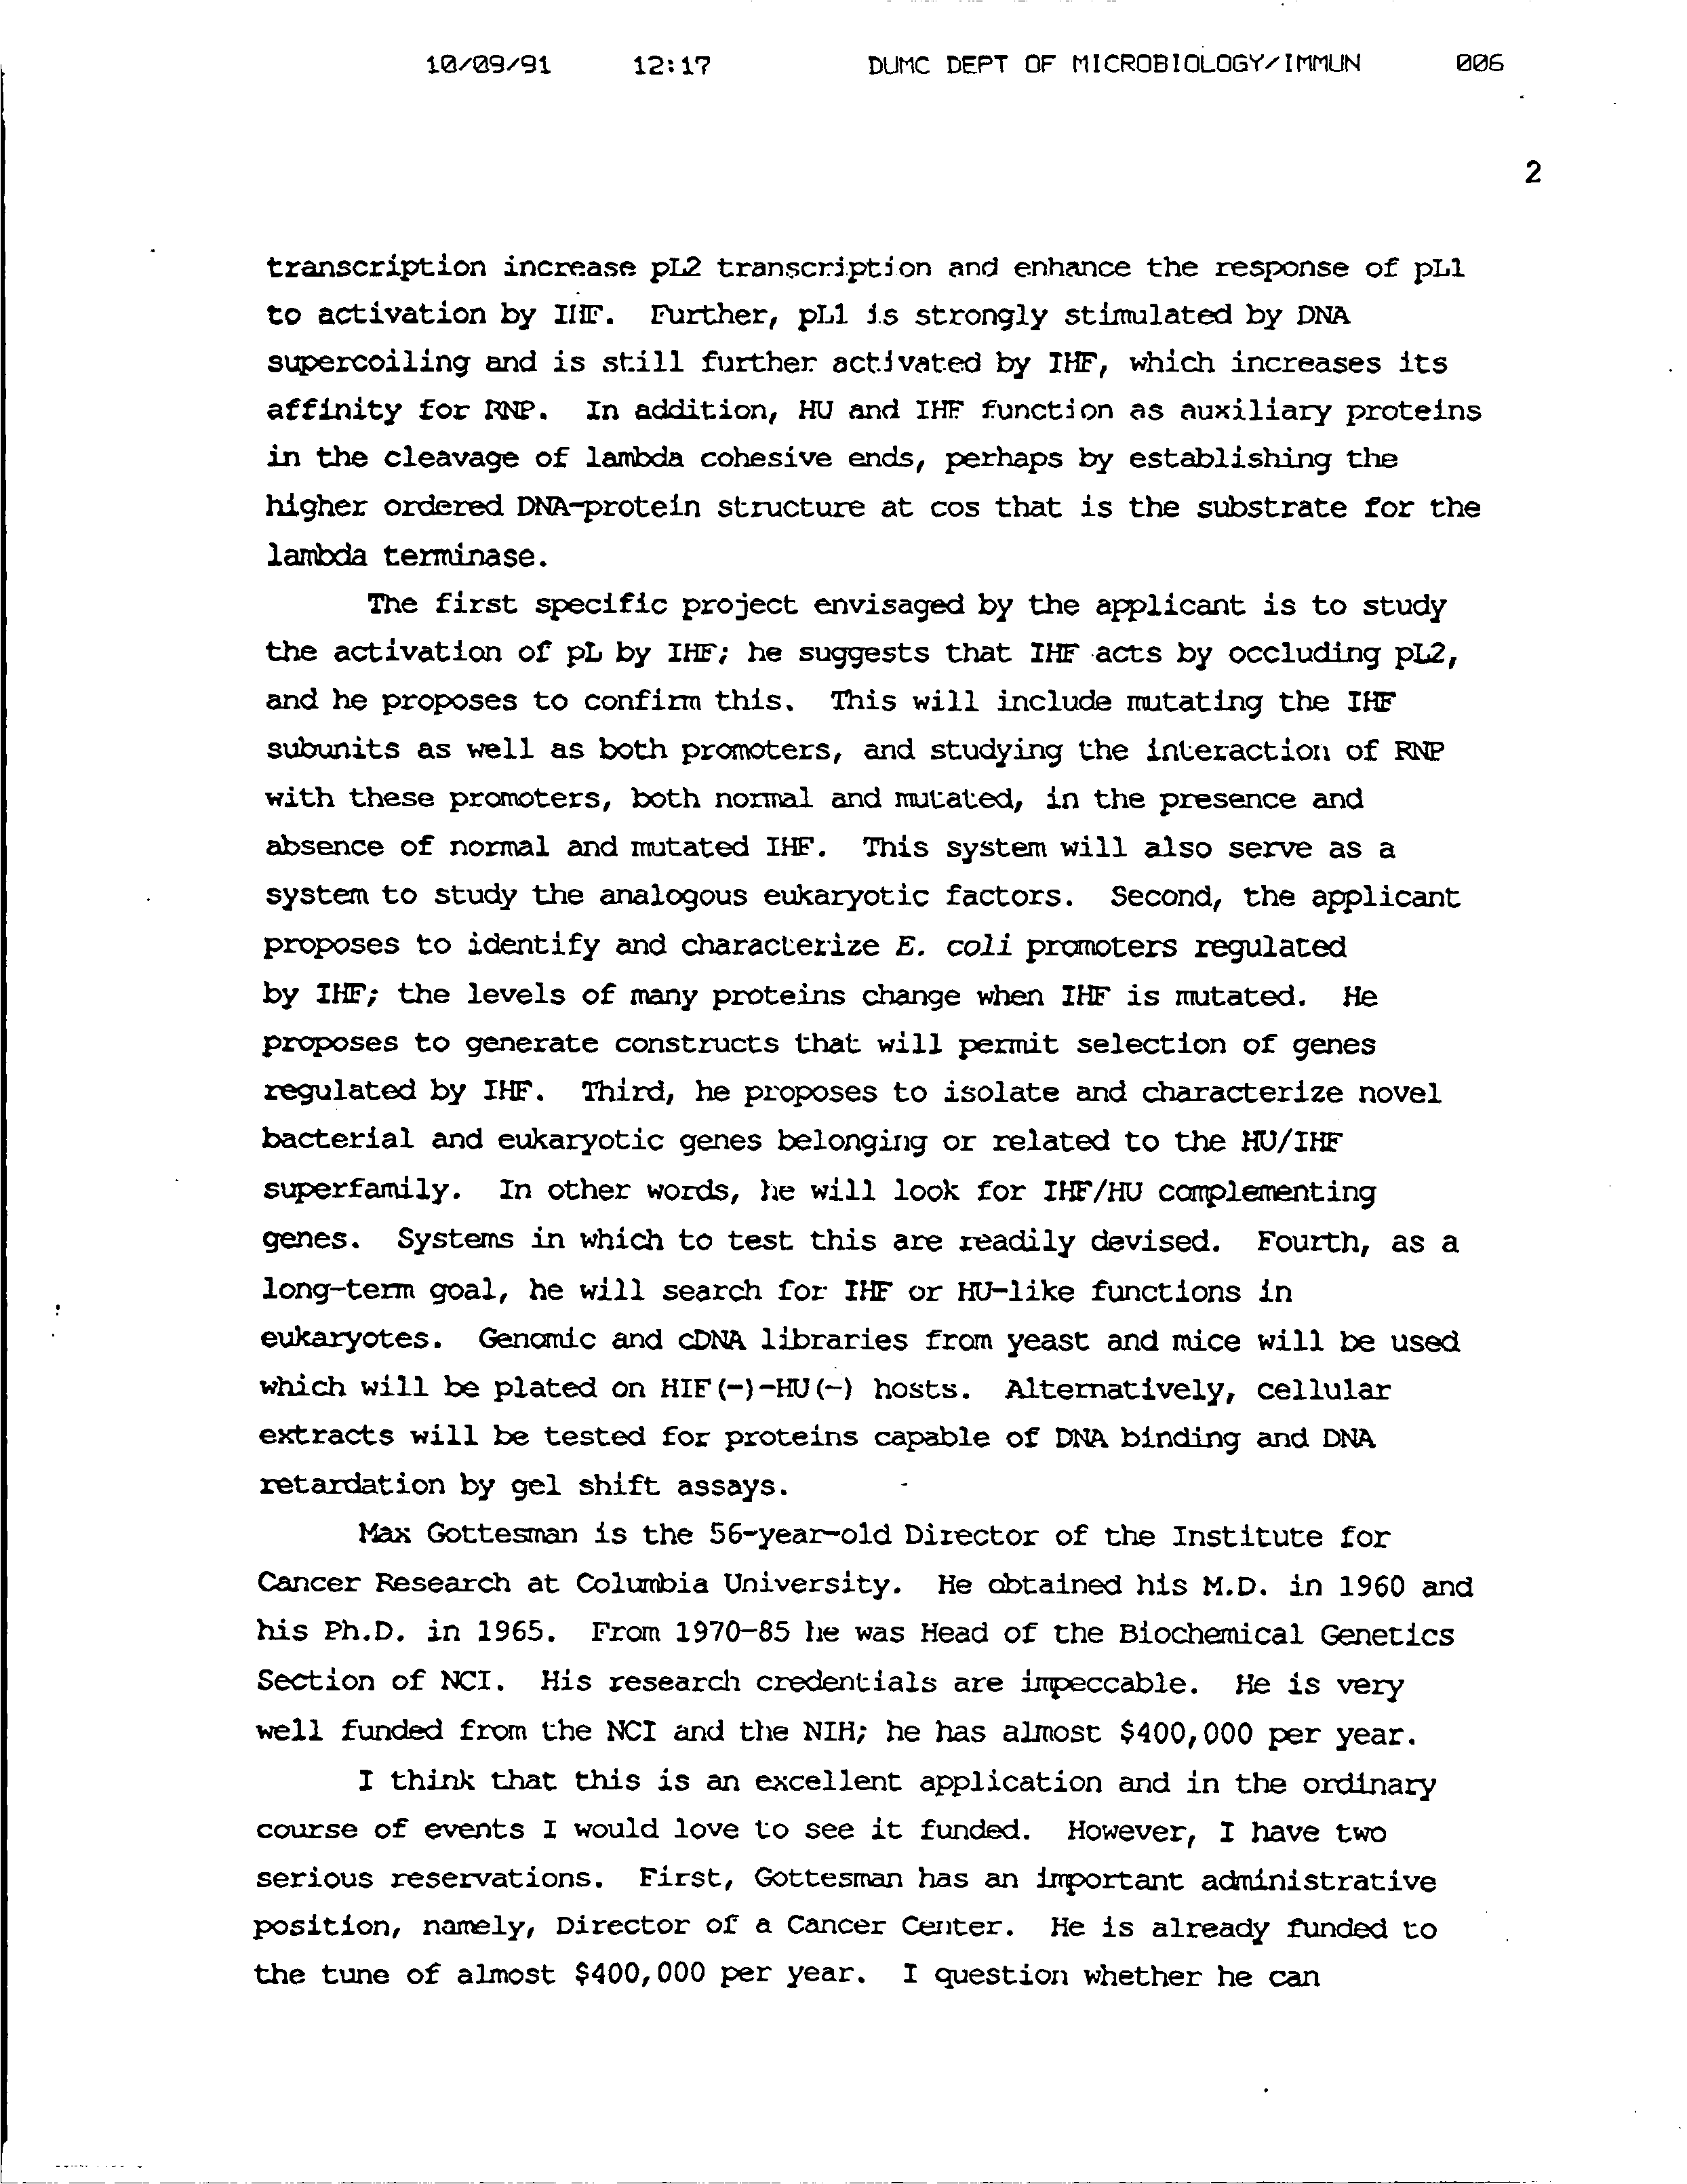 10/09/91 12:17 DUMC DEPT OF MICROBIOLOGY/IMMUN 006
2
transcription increase pL2 transcription and enhance the response of pL1
to activation by IHF. Further, pL1 is strongly stimulated by DNA
supercoiling and is still further activated by IHF, which increases its
affinity for RNP. In addition, HU and IHF function as auxiliary proteins
in the cleavage of lambda cohesive ends, perhaps by establishing the
higher ordered DNA-protein structure at cos that is the substrate for the
lambda terminase.
The first specific project envisaged by the applicant is to study
the activation of pL by IHF; he suggests that IHF acts by occluding pL2,
and he proposes to confirm this. This will include mutating the IHF
subunits as well as both promoters, and studying the interaction of RNP
with these promoters, both normal and mutated, in the presence and
absence of normal and mutated IHF. This system will also serve as a
system to study the analogous eukaryotic factors. Second, the applicant
proposes to identify and characterize E. coli promoters regulated
by IHF; the levels of many proteins change when IHF is mutated. He
proposes to generate constructs that will permit selection of genes
regulated by IHF. Third, he proposes to isolate and characterize novel
bacterial and eukaryotic genes belonging or related to the HU/IHF
superfamily. In other words, he will look for IHF/HU complementing
genes. Systems in which to test this are readily devised. Fourth, as a
long-term goal, he will search for IHF or HU-like functions in
eukaryotes. Genomic and cDNA libraries from yeast and mice will be used
which will be plated on HIF(-)-HU(-) hosts. Alternatively, cellular
extracts will be tested for proteins capable of DNA binding and DNA
retardation by gel shift assays.
Max Gottesman is the 56-year-old Director of the Institute for
Cancer Research at Columbia University. He obtained his M.D. in 1960 and
his Ph.D. in 1965. From 1970-85 he was Head of the Biochemical Genetics
Section of NCI. His research credentials are impeccable. He is very
well funded from the NCI and the NIH; he has almost $400,000 per year.
I think that this is an excellent application and in the ordinary
course of events I would love to see it funded. However, I have two
serious reservations. First, Gottesman has an important administrative
position, namely, Director of a Cancer Center. He is already funded to
the tune of almost $400,000 per year. I question whether he can